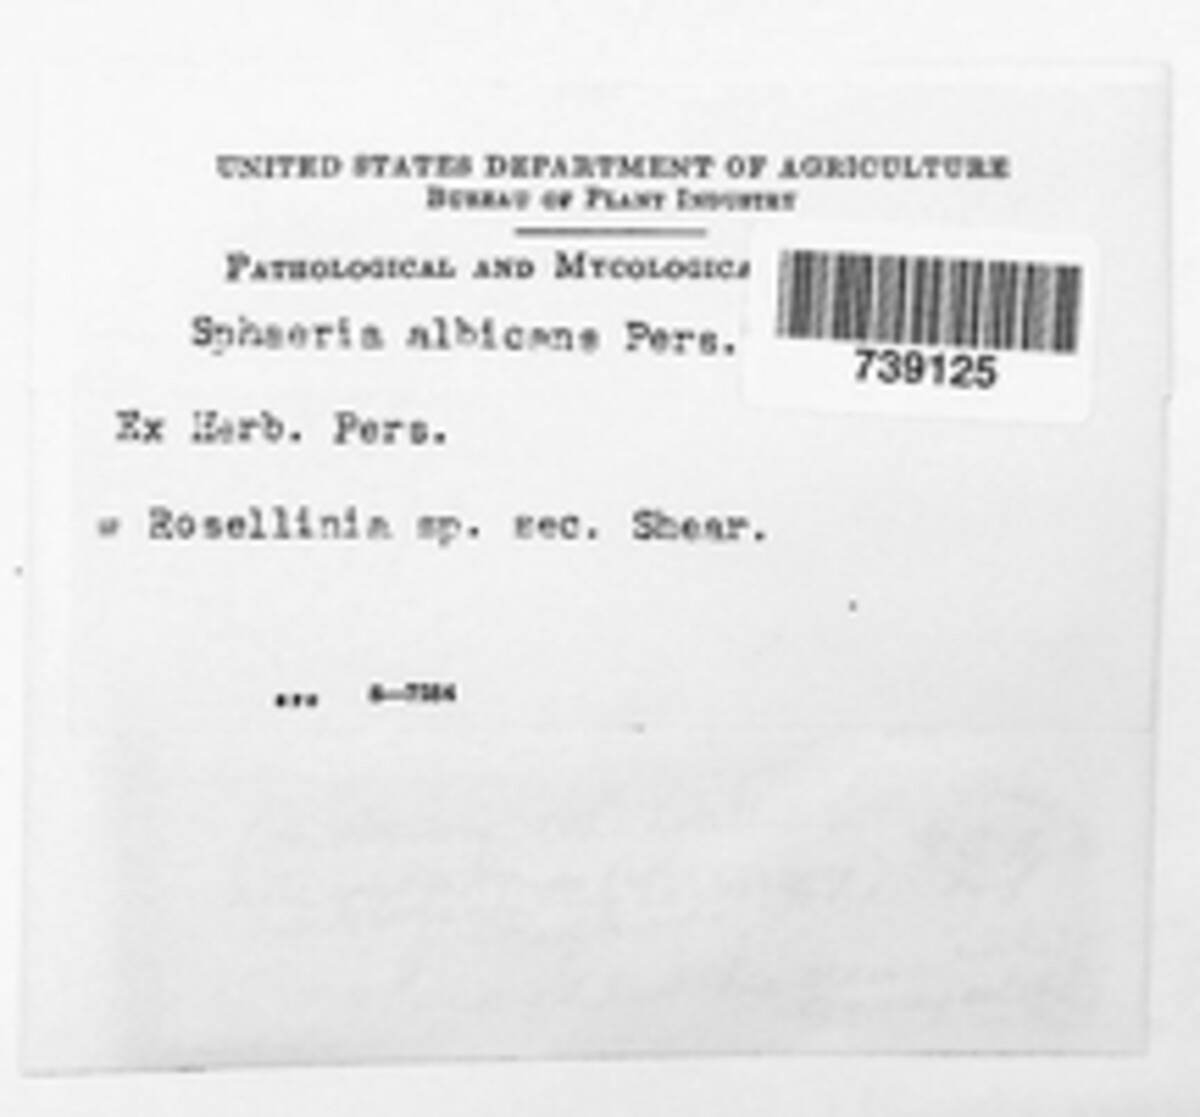 UNITED STATES DEPARTMENT OF AGRICULTURE
BUREAU OF PLANT INDUSTRY
PATHOLOGICAL AND MYCOLOGICA
Sphaeria albicans Pers.
739125
Ex Herb. Pers.
= Rosellinia sp. sec. Shear.